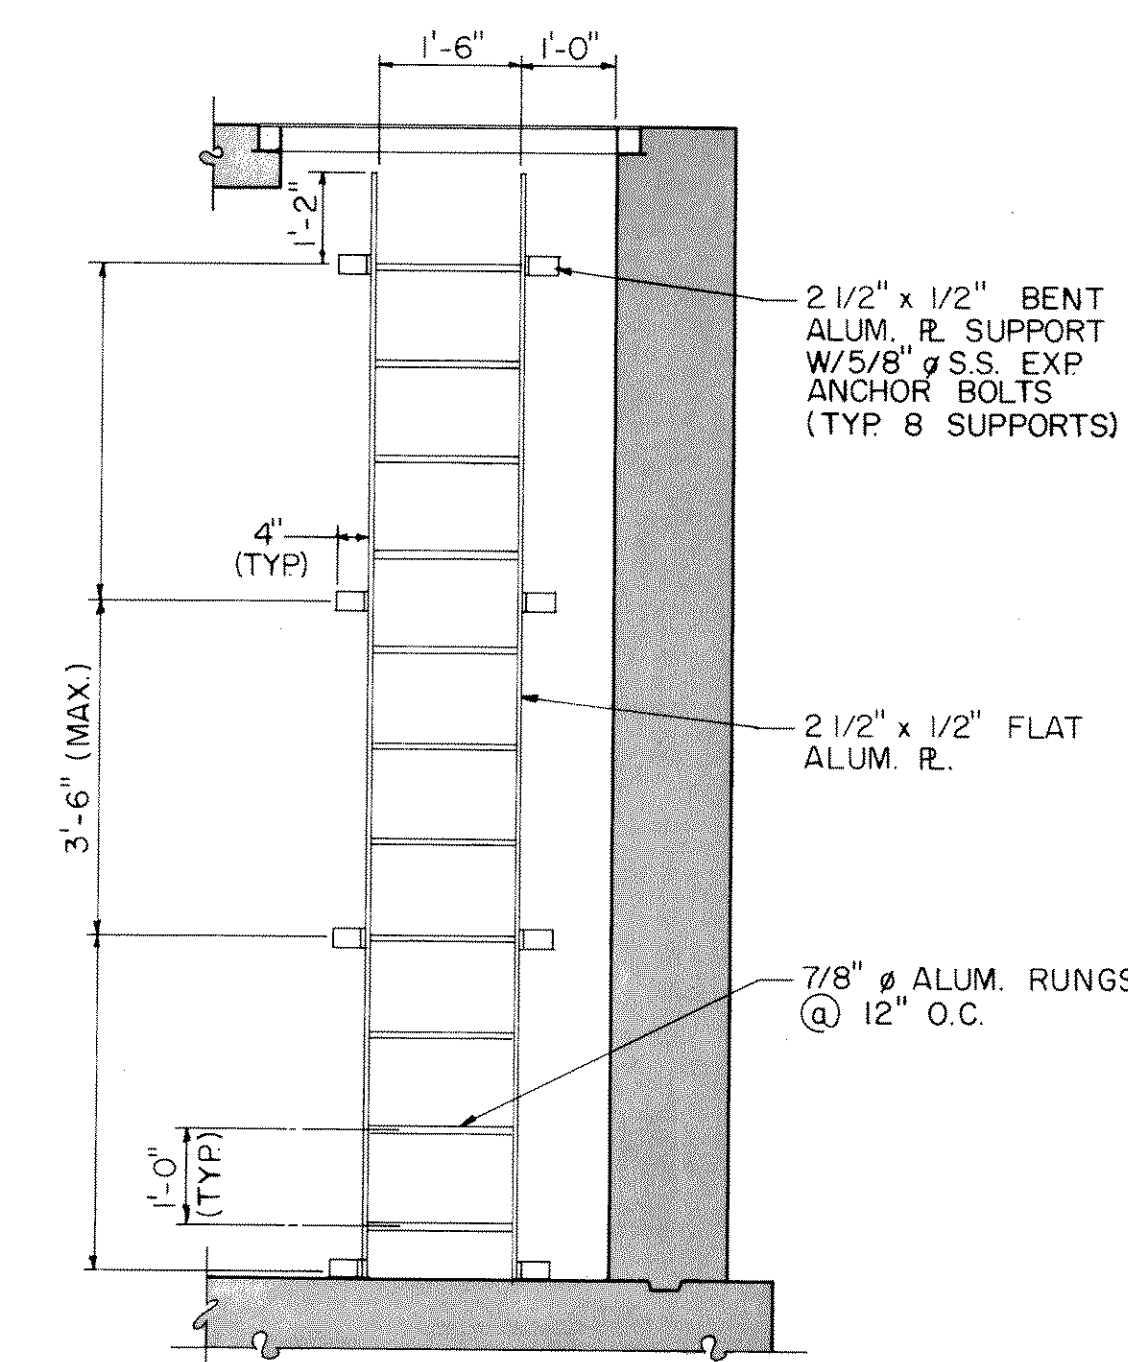 1'-6"
1'-0"
1'-2"
2 1/2" x 1/2" BENT
ALUM. ℙL SUPPORT
W/5/8" ø S.S. EXP.
ANCHOR BOLTS
(TYP. 8 SUPPORTS)
4"
(TYP.)
3'-6" (MAX.)
2 1/2" x 1/2" FLAT
ALUM. ℙL.
7/8" ø ALUM. RUNGS
@ 12" O.C.
1'-0"
(TYP.)